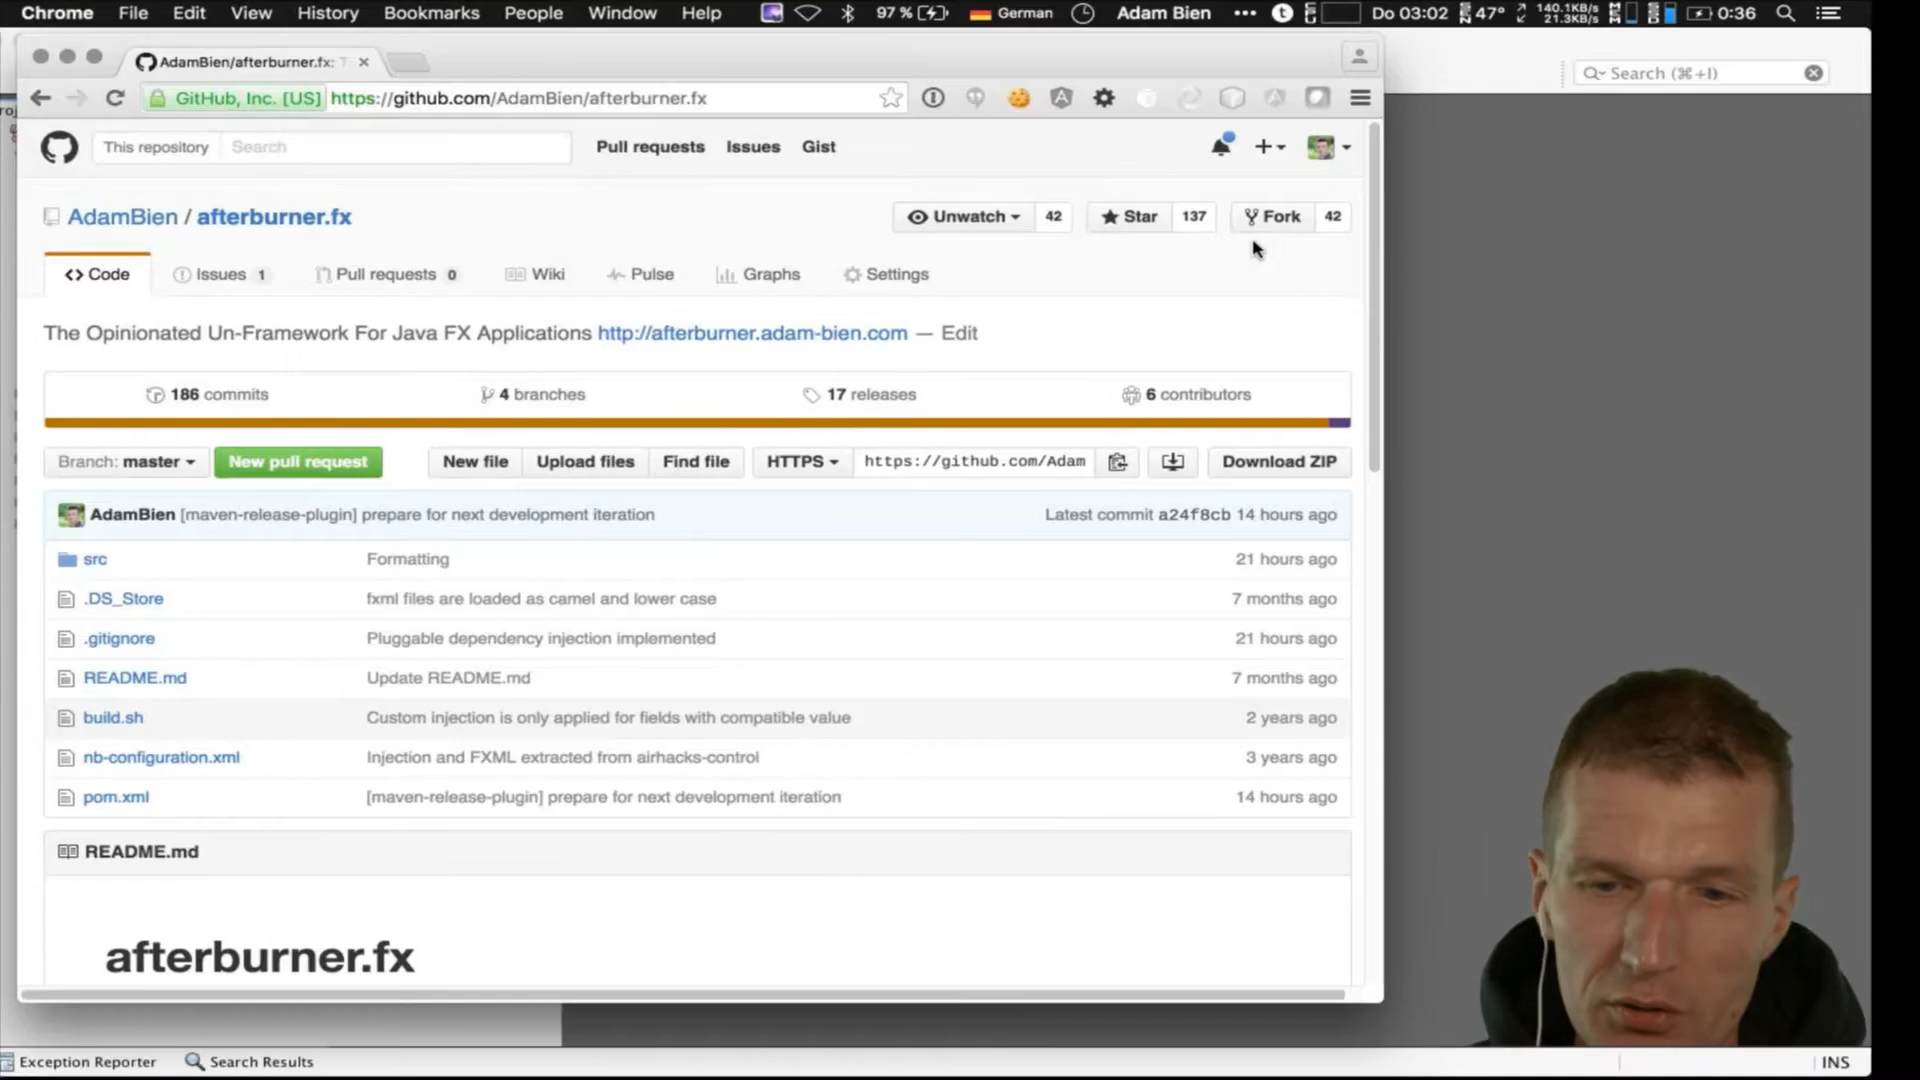 Chrome File Edit View History Bookmarks People Window Help 97 % German Adam Bien Do 03:02 47° 140.1KB/s 21.3KB/s 0:36
AdamBien/afterburner.fx: T
Search (⌘+I)
GitHub, Inc. [US] https://github.com/AdamBien/afterburner.fx
This repository Search Pull requests Issues Gist
AdamBien / afterburner.fx Unwatch 42 Star 137 Fork 42
Code Issues 1 Pull requests 0 Wiki Pulse Graphs Settings
The Opinionated Un-Framework For Java FX Applications http://afterburner.adam-bien.com — Edit
186 commits 4 branches 17 releases 6 contributors
Branch: master New pull request New file Upload files Find file HTTPS https://github.com/Adam Download ZIP
AdamBien [maven-release-plugin] prepare for next development iteration Latest commit a24f8cb 14 hours ago
src Formatting 21 hours ago
.DS_Store fxml files are loaded as camel and lower case 7 months ago
.gitignore Pluggable dependency injection implemented 21 hours ago
README.md Update README.md 7 months ago
build.sh Custom injection is only applied for fields with compatible value 2 years ago
nb-configuration.xml Injection and FXML extracted from airhacks-control 3 years ago
pom.xml [maven-release-plugin] prepare for next development iteration 14 hours ago
README.md
afterburner.fx
Exception Reporter Search Results INS